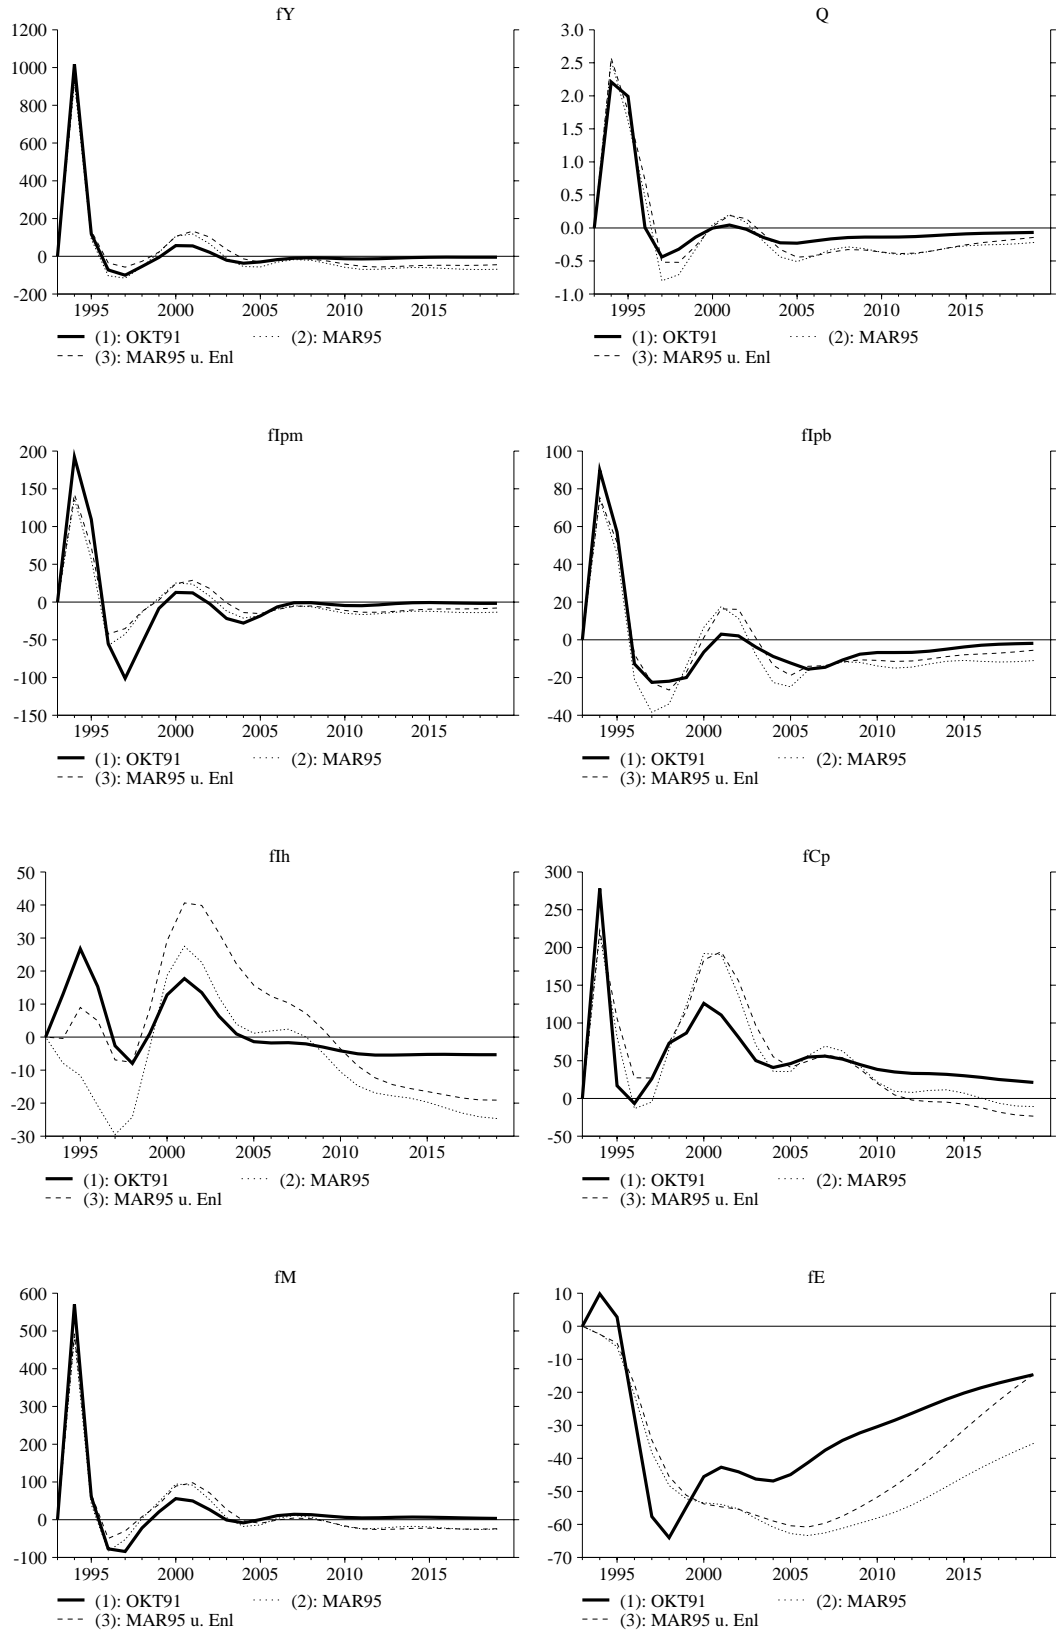 fY
1200
1000
800
600
400
200
0
-200
1995 2000 2005 2010 2015
(1): OKT91 (2): MAR95
(3): MAR95 u. Enl
Q
3.0
2.5
2.0
1.5
1.0
0.5
0.0
-0.5
-1.0
1995 2000 2005 2010 2015
(1): OKT91 (2): MAR95
(3): MAR95 u. Enl
fIpm
200
150
100
50
0
-50
-100
-150
1995 2000 2005 2010 2015
(1): OKT91 (2): MAR95
(3): MAR95 u. Enl
fIpb
100
80
60
40
20
0
-20
-40
1995 2000 2005 2010 2015
(1): OKT91 (2): MAR95
(3): MAR95 u. Enl
fIh
50
40
30
20
10
0
-10
-20
-30
1995 2000 2005 2010 2015
(1): OKT91 (2): MAR95
(3): MAR95 u. Enl
fCp
300
250
200
150
100
50
0
-50
1995 2000 2005 2010 2015
(1): OKT91 (2): MAR95
(3): MAR95 u. Enl
fM
600
500
400
300
200
100
0
-100
1995 2000 2005 2010 2015
(1): OKT91 (2): MAR95
(3): MAR95 u. Enl
fE
10
0
-10
-20
-30
-40
-50
-60
-70
1995 2000 2005 2010 2015
(1): OKT91 (2): MAR95
(3): MAR95 u. Enl